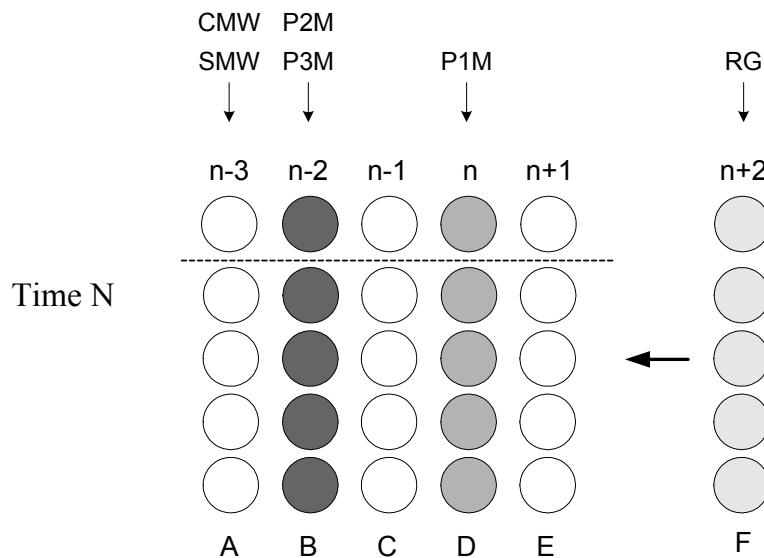 CMW P2M
SMW P3M P1M RG
n-3 n-2 n-1 n n+1 n+2
Time N
A B C D E F